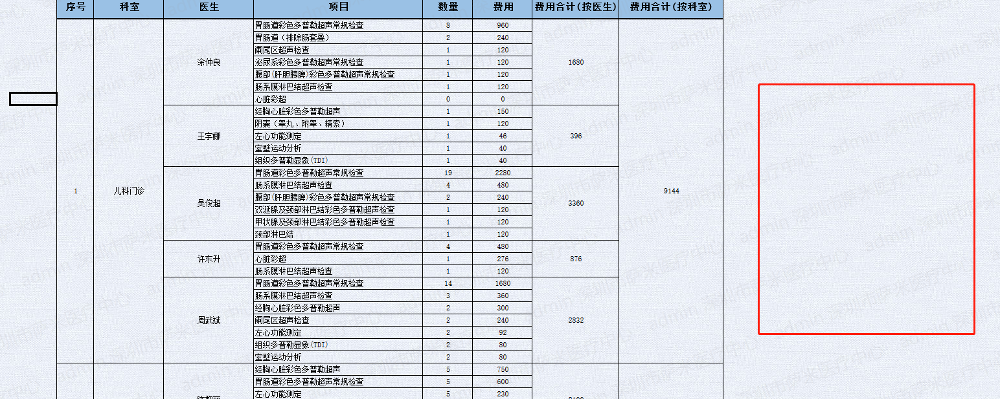 序号 科室 医生 项目 数量 费用 费用合计(按医生) 费用合计(按科室)
胃肠道彩色多普勒超声常规检查 8 960
胃肠道（排除肠套叠） 2 240
阑尾区超声检查 1 120
涂仲良 泌尿系彩色多普勒超声常规检查 1 120 1680
腹部(肝胆胰脾)彩色多普勒超声常规检查 1 120
肠系膜淋巴结超声检查 1 120
心脏彩超 0 0
经胸心脏彩色多普勒超声 1 150
阴囊（睾丸、附睾、精索） 1 120
王宇娜 左心功能测定 1 46 396
室壁运动分析 1 40
组织多普勒显象(TDI) 1 40
胃肠道彩色多普勒超声常规检查 19 2280
肠系膜淋巴结超声检查 4 480
1 儿科门诊 9144
腹部(肝胆胰脾)彩色多普勒超声常规检查 2 240
吴俊超 3360
双涎腺及颈部淋巴结彩色多普勒超声检查 1 120
甲状腺及颈部淋巴结彩色多普勒超声检查 1 120
颈部淋巴结 1 120
胃肠道彩色多普勒超声常规检查 4 480
许东升 心脏彩超 1 276 876
肠系膜淋巴结超声检查 1 120
胃肠道彩色多普勒超声常规检查 14 1680
肠系膜淋巴结超声检查 3 360
经胸心脏彩色多普勒超声 2 300
周武斌 阑尾区超声检查 2 240 2832
左心功能测定 2 92
组织多普勒显象(TDI) 2 80
室壁运动分析 2 80
经胸心脏彩色多普勒超声 5 750
胃肠道彩色多普勒超声常规检查 5 600
左心功能测定 5 230
admin 深圳市萨米医疗中心